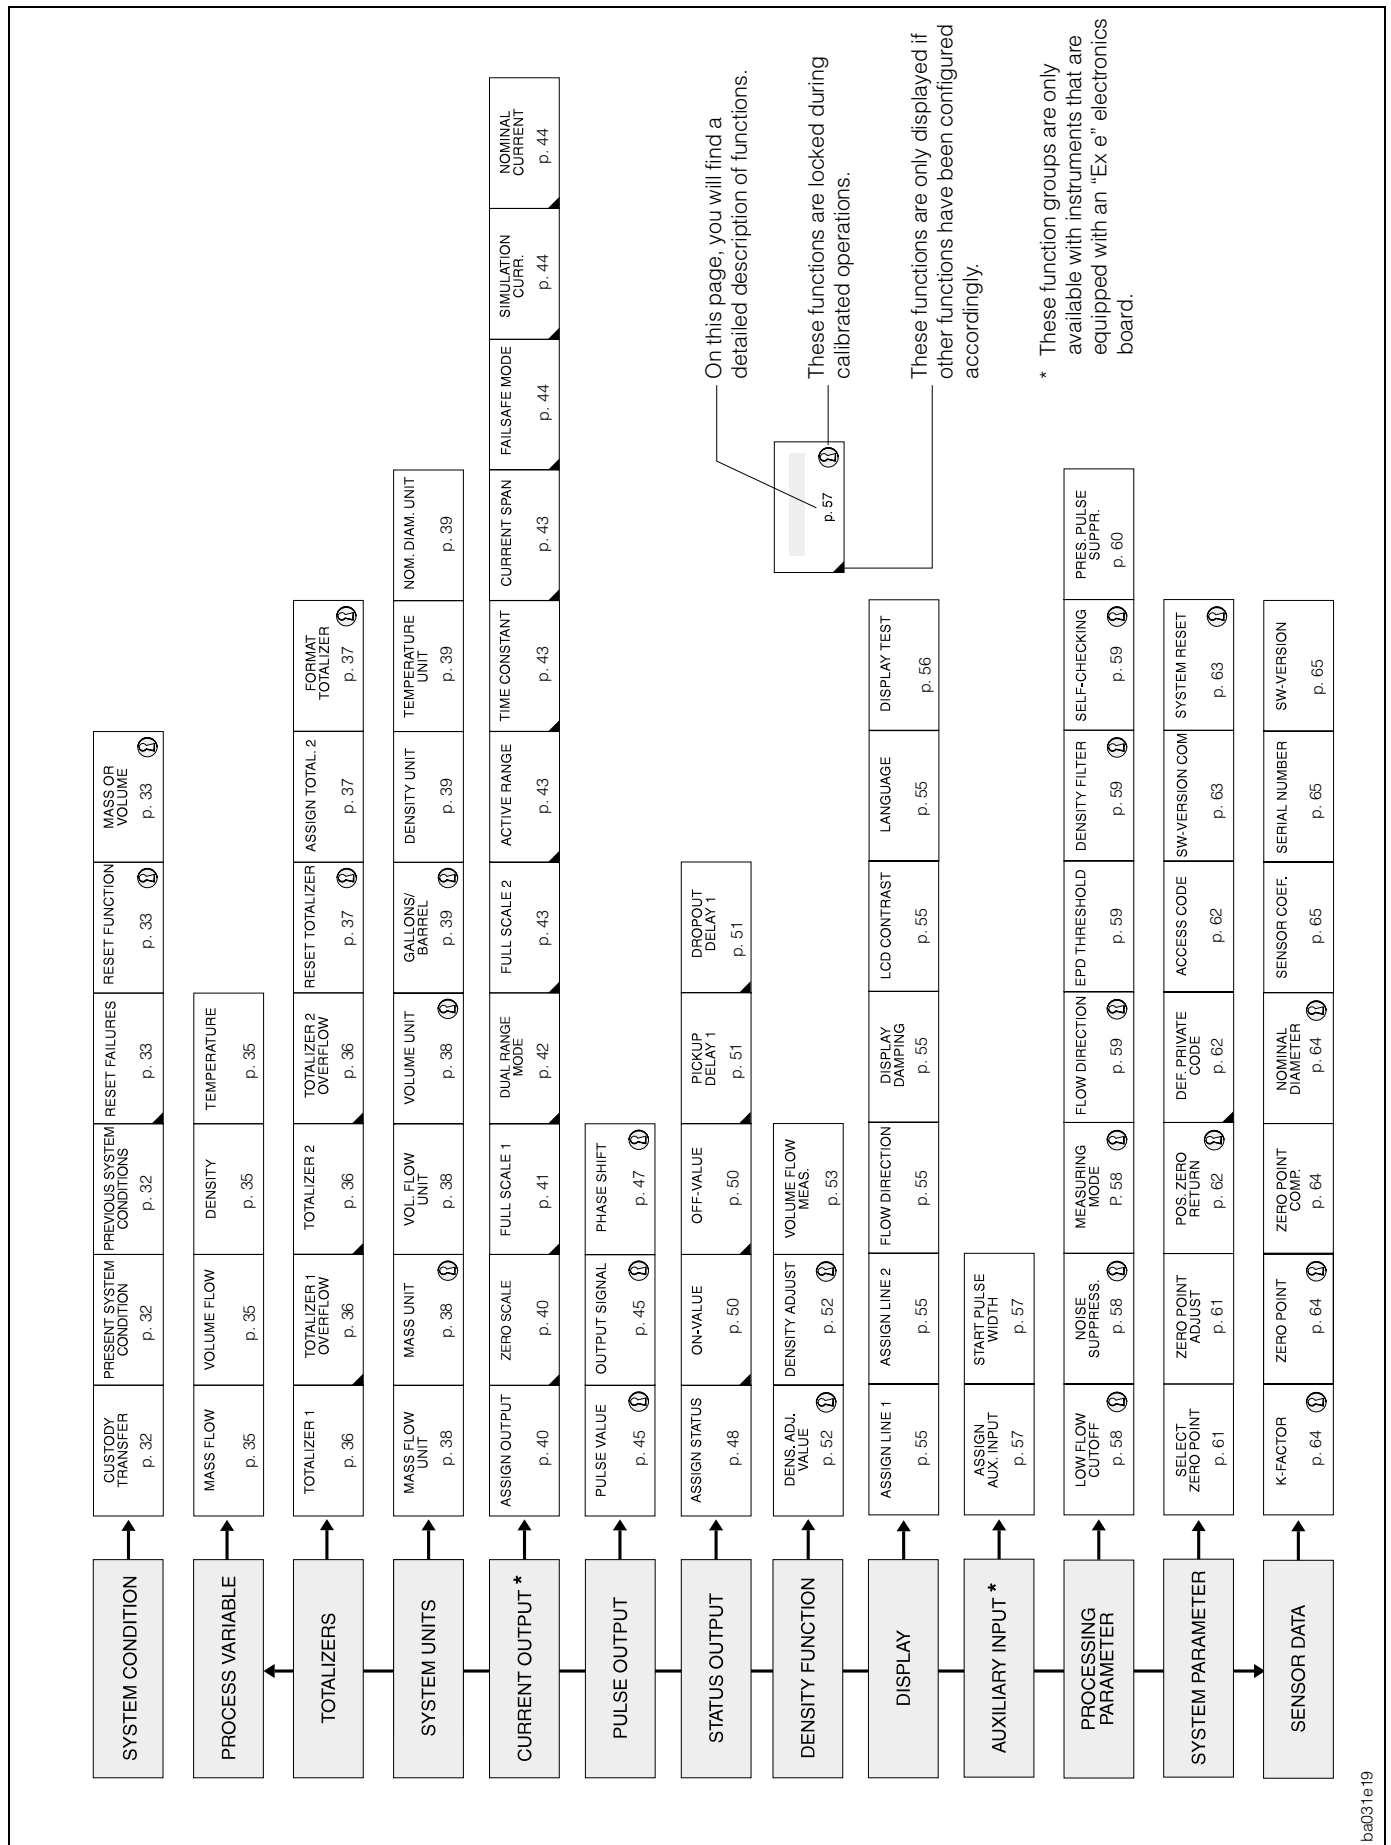 SYSTEM CONDITION
CUSTODY
TRANSFER
p. 32
PRESENT SYSTEM
CONDITION
p. 32
PREVIOUS SYSTEM
CONDITIONS
p. 32
RESET FAILURES
p. 33
RESET FUNCTION
p. 33
MASS OR
VOLUME
p. 33
PROCESS VARIABLE
MASS FLOW
p. 35
VOLUME FLOW
p. 35
DENSITY
p. 35
TEMPERATURE
p. 35
TOTALIZERS
TOTALIZER 1
p. 36
TOTALIZER 1
OVERFLOW
p. 36
TOTALIZER 2
p. 36
TOTALIZER 2
OVERFLOW
p. 36
RESET TOTALIZER
p. 37
ASSIGN TOTAL. 2
p. 37
FORMAT
TOTALIZER
p. 37
SYSTEM UNITS
MASS FLOW
UNIT
p. 38
MASS UNIT
p. 38
VOL. FLOW
UNIT
p. 38
VOLUME UNIT
p. 38
GALLONS/
BARREL
p. 39
DENSITY UNIT
p. 39
TEMPERATURE
UNIT
p. 39
NOM. DIAM. UNIT
p. 39
CURRENT OUTPUT *
ASSIGN OUTPUT
p. 40
ZERO SCALE
p. 40
FULL SCALE 1
p. 41
DUAL RANGE
MODE
p. 42
FULL SCALE 2
p. 43
ACTIVE RANGE
p. 43
TIME CONSTANT
p. 43
CURRENT SPAN
p. 43
FAILSAFE MODE
p. 44
SIMULATION
CURR.
p. 44
NOMINAL
CURRENT
p. 44
PULSE OUTPUT
PULSE VALUE
p. 45
OUTPUT SIGNAL
p. 45
PHASE SHIFT
p. 47
STATUS OUTPUT
ASSIGN STATUS
p. 48
ON-VALUE
p. 50
OFF-VALUE
p. 50
PICKUP
DELAY 1
p. 51
DROPOUT
DELAY 1
p. 51
DENSITY FUNCTION
DENS. ADJ.
VALUE
p. 52
DENSITY ADJUST
p. 52
VOLUME FLOW
MEAS.
p. 53
DISPLAY
ASSIGN LINE 1
p. 55
ASSIGN LINE 2
p. 55
FLOW DIRECTION
p. 55
DISPLAY
DAMPING
p. 55
LCD CONTRAST
p. 55
LANGUAGE
p. 55
DISPLAY TEST
p. 56
AUXILIARY INPUT *
ASSIGN
AUX. INPUT
p. 57
START PULSE
WIDTH
p. 57
PROCESSING
PARAMETER
LOW FLOW
CUTOFF
p. 58
NOISE
SUPPRESS.
p. 58
MEASURING
MODE
P. 58
FLOW DIRECTION
p. 59
EPD THRESHOLD
p. 59
DENSITY FILTER
p. 59
SELF-CHECKING
p. 59
PRES. PULSE
SUPPR.
p. 60
SYSTEM PARAMETER
SELECT
ZERO POINT
p. 61
ZERO POINT
ADJUST
p. 61
POS. ZERO
RETURN
p. 62
DEF. PRIVATE
CODE
p. 62
ACCESS CODE
p. 62
SW-VERSION COM
p. 63
SYSTEM RESET
p. 63
SENSOR DATA
K-FACTOR
p. 64
ZERO POINT
p. 64
ZERO POINT
COMP.
p. 64
NOMINAL
DIAMETER
p. 64
SENSOR COEF.
p. 65
SERIAL NUMBER
p. 65
SW-VERSION
p. 65
p. 57
On this page, you will find a
detailed description of functions.
These functions are locked during
calibrated operations.
These functions are only displayed if
other functions have been configured
accordingly.
* These function groups are only
available with instruments that are
equipped with an “Ex e” electronics
board.
ba031e19